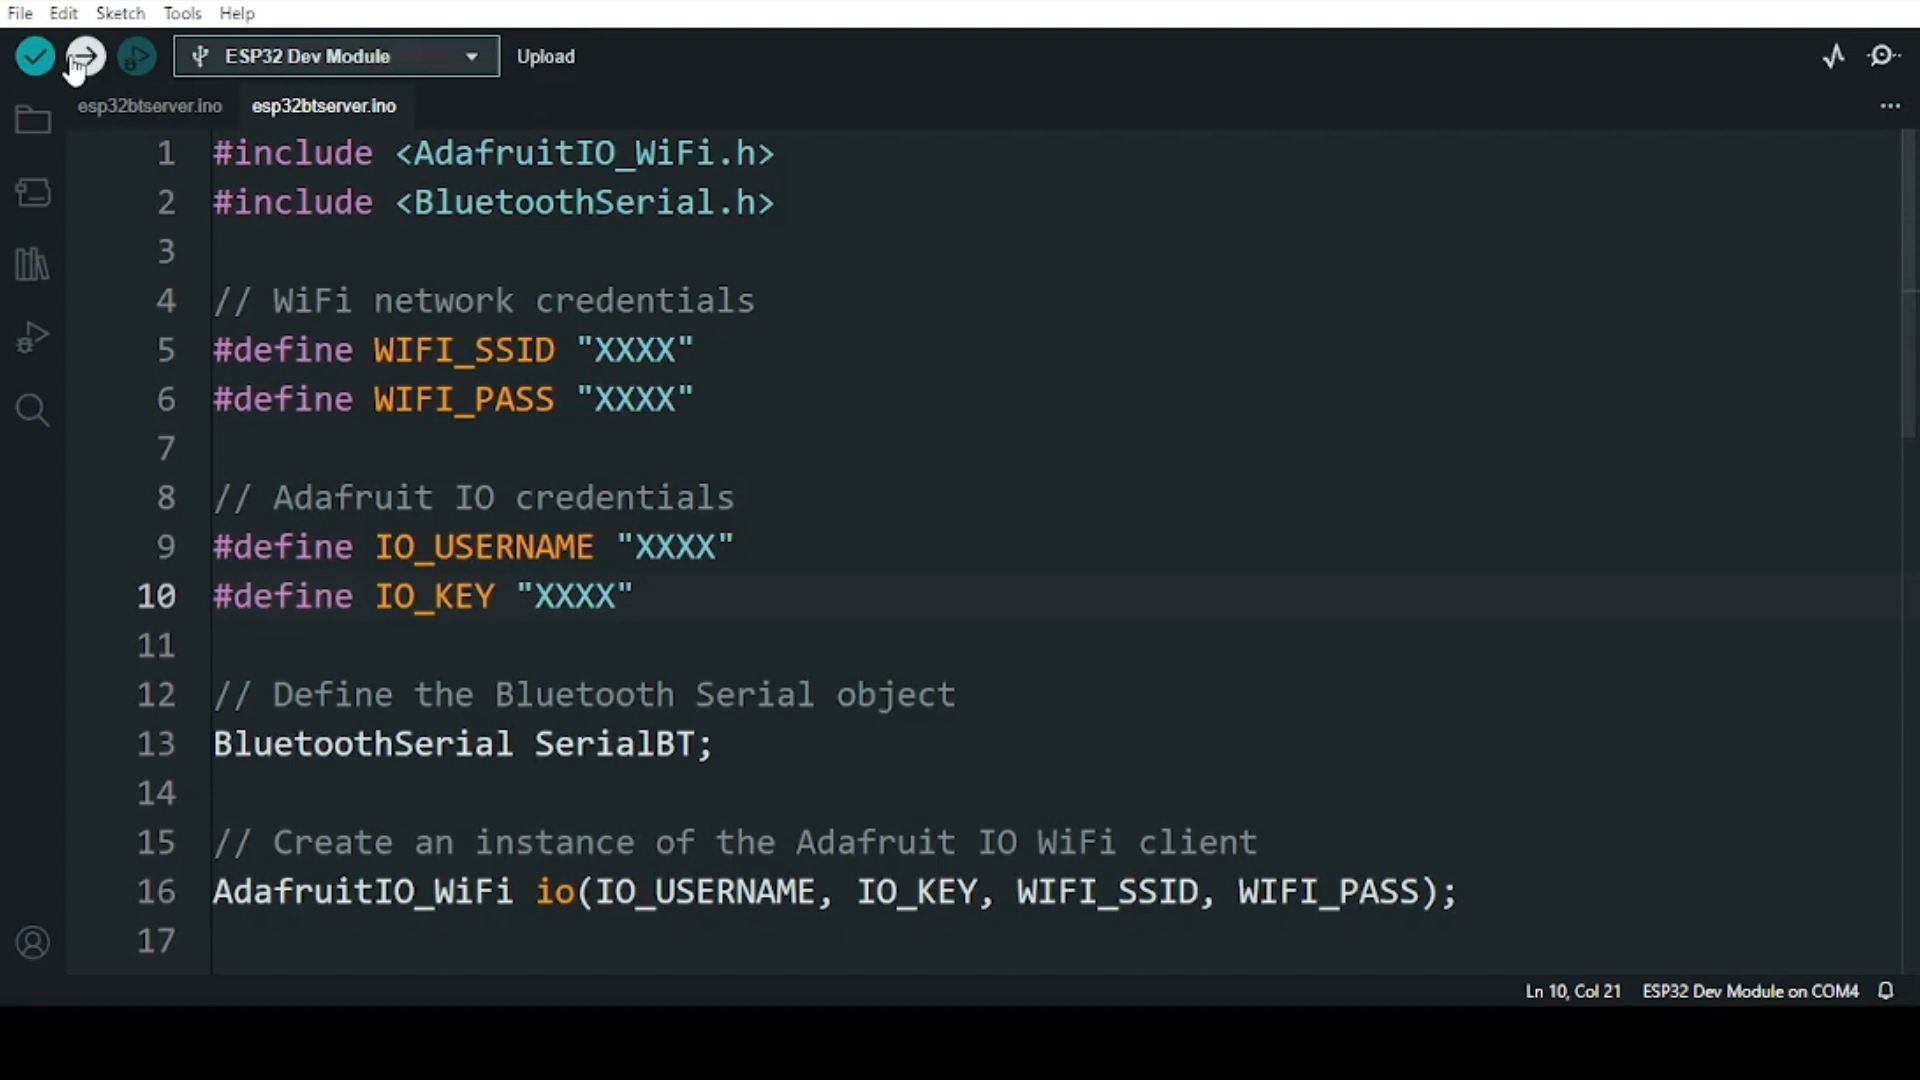 File Edit Sketch Tools Help
ESP32 Dev Module Upload
esp32btserver.ino esp32btserver.ino
1 #include <AdafruitIO_WiFi.h>
2 #include <BluetoothSerial.h>
3
4 // WiFi network credentials
5 #define WIFI_SSID "XXXX"
6 #define WIFI_PASS "XXXX"
7
8 // Adafruit IO credentials
9 #define IO_USERNAME "XXXX"
10 #define IO_KEY "XXXX"
11
12 // Define the Bluetooth Serial object
13 BluetoothSerial SerialBT;
14
15 // Create an instance of the Adafruit IO WiFi client
16 AdafruitIO_WiFi io(IO_USERNAME, IO_KEY, WIFI_SSID, WIFI_PASS);
17
Ln 10, Col 21 ESP32 Dev Module on COM4